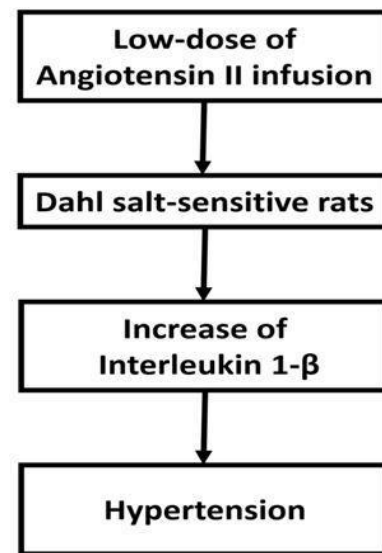 Low-dose of
Angiotensin II infusion
Dahl salt-sensitive rats
Increase of
Interleukin 1-β
Hypertension